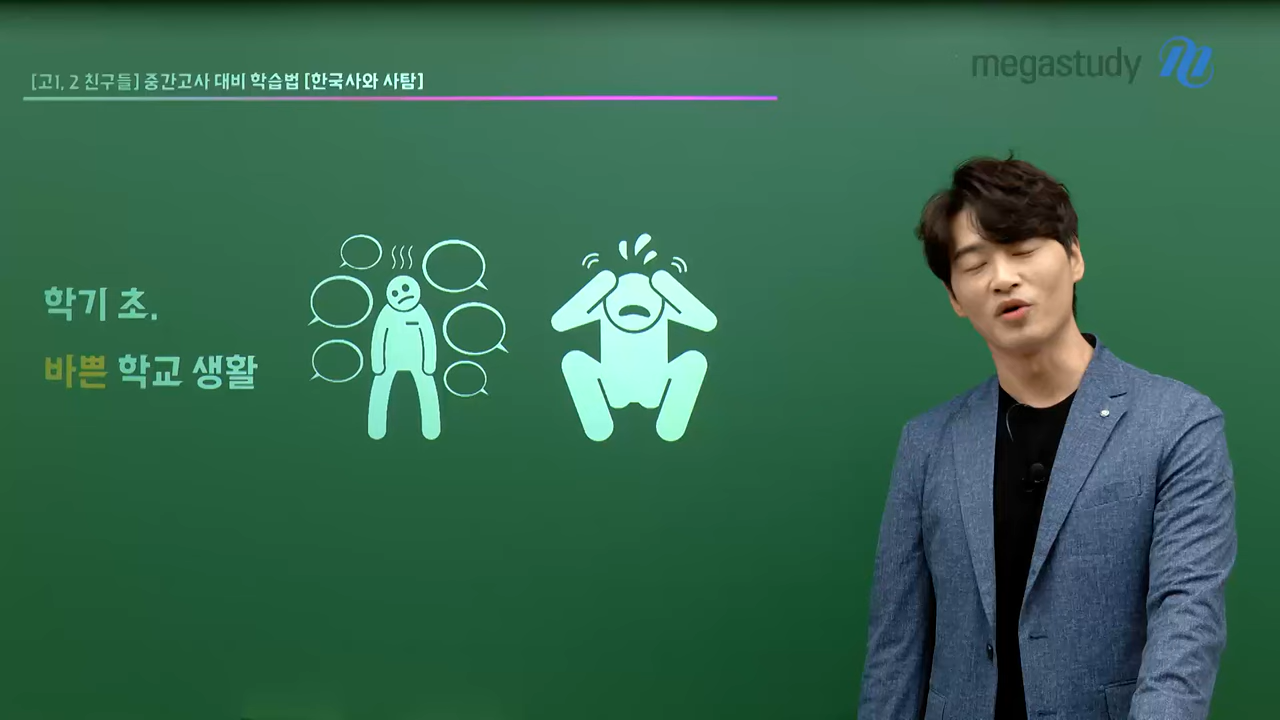 [고1, 2 친구들] 중간고사 대비 학습법 [한국사와 사탐]
megastudy
학기 초,
바쁜 학교 생활